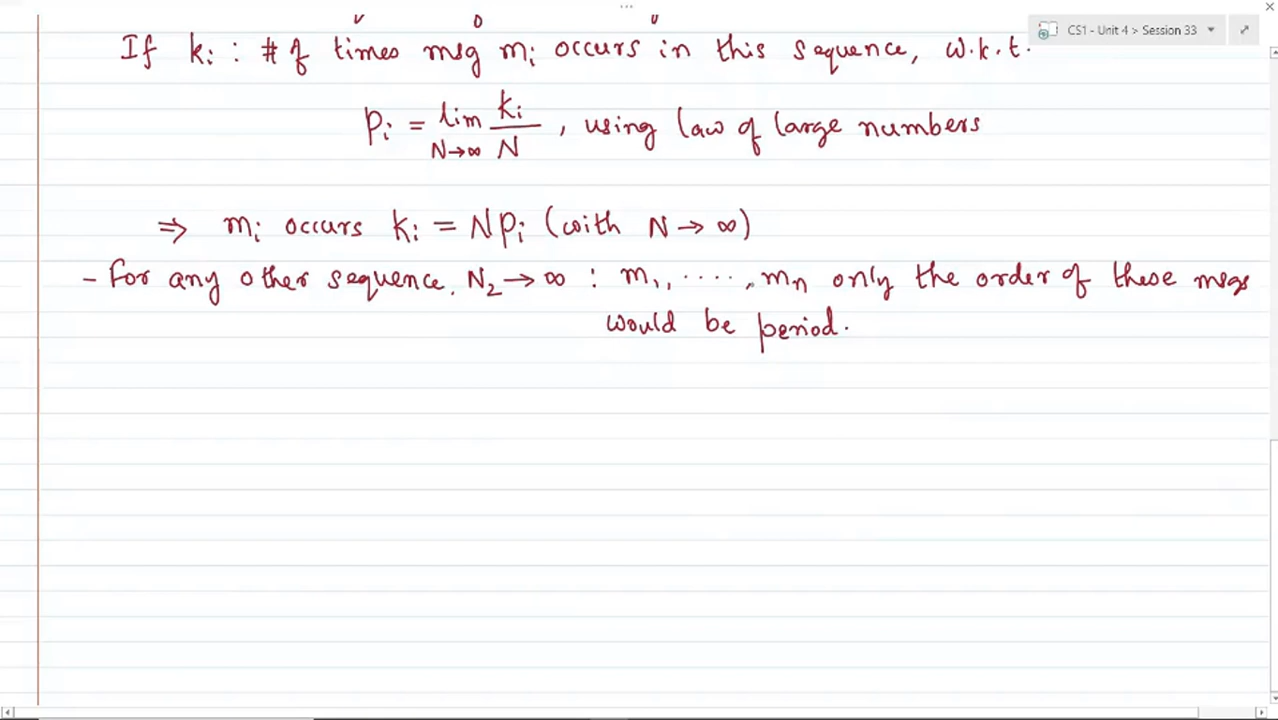 CS1 - Unit 4 > Session 33
If ki : # of times msg mi occurs in this sequence, w.k.t.
pi = lim N→∞ ki/N , using law of large numbers
⇒ mi occurs ki = Npi (with N → ∞)
- For any other sequence. N2 → ∞ : m1, ....., mn only the order of these msgs
would be period.